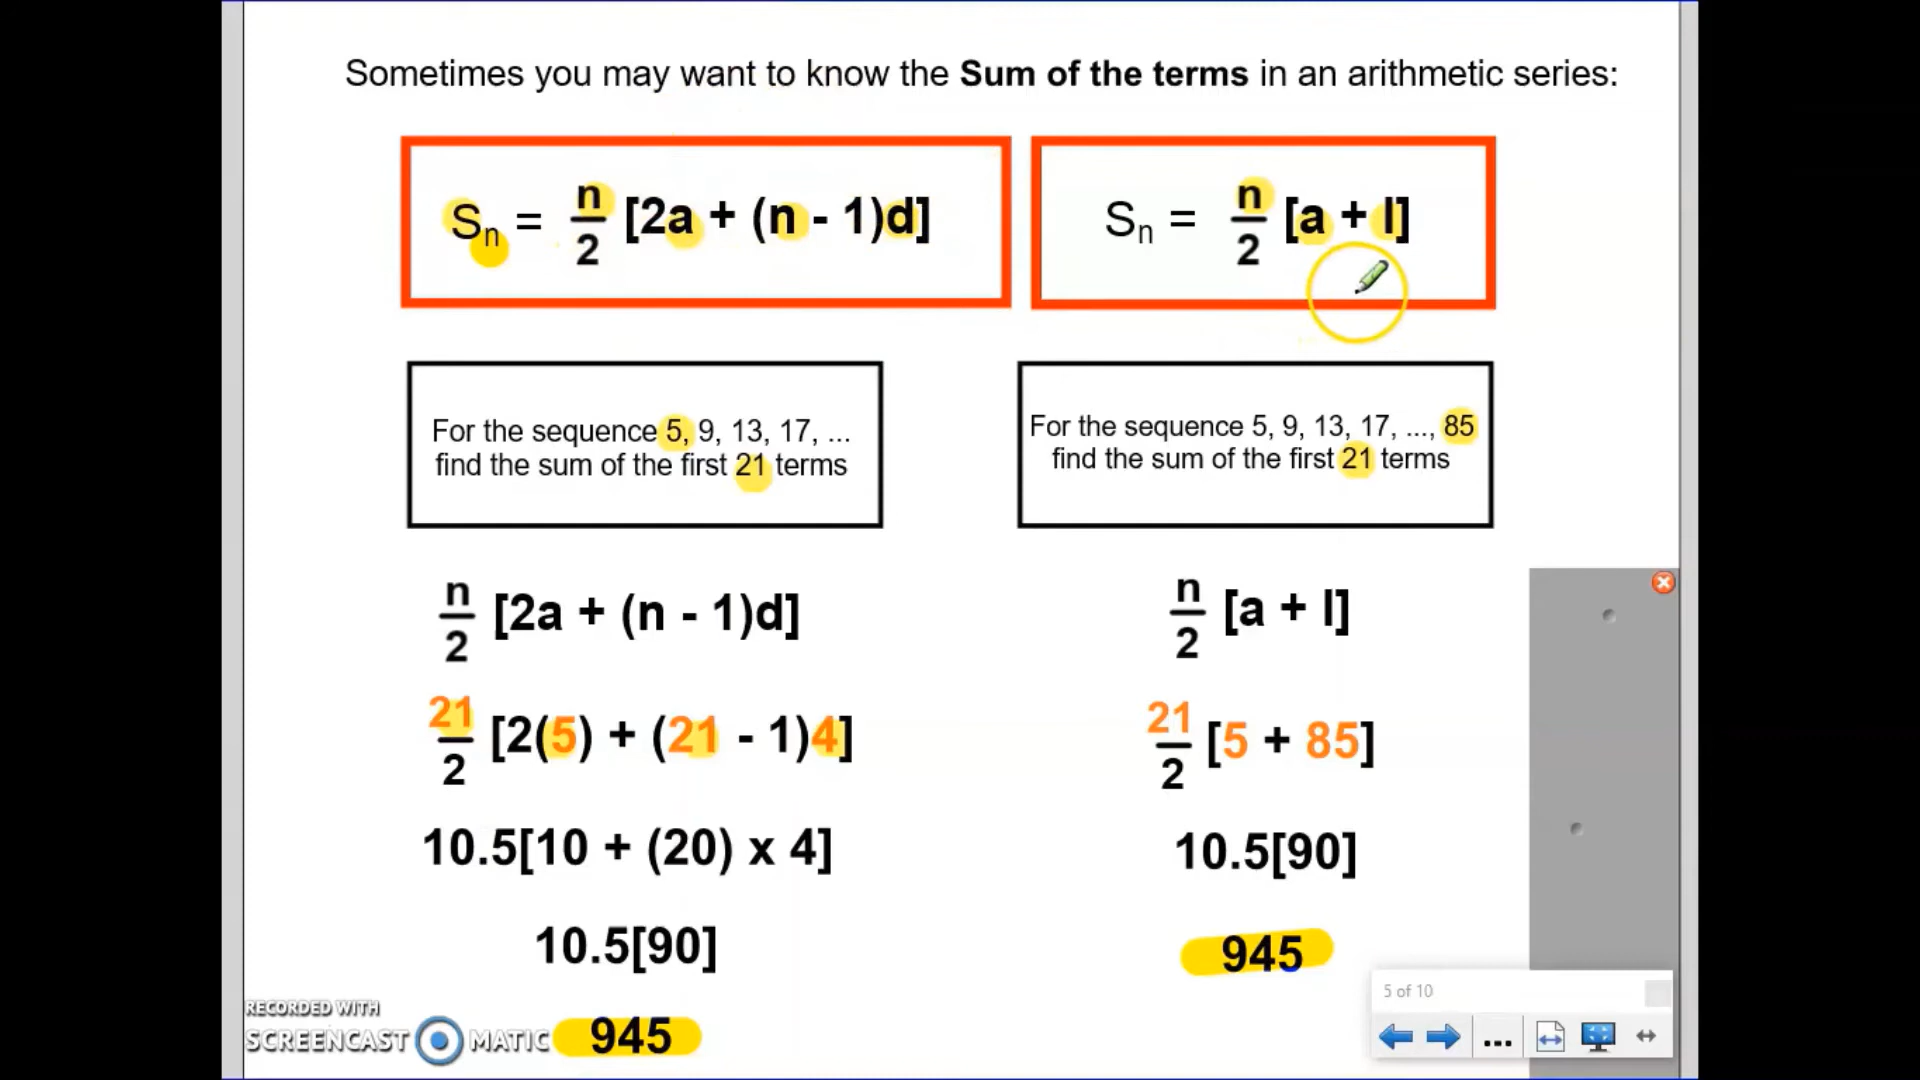 Sometimes you may want to know the Sum of the terms in an arithmetic series:
Sn = n/2 [2a + (n - 1)d]
Sn = n/2 [a + l]
For the sequence 5, 9, 13, 17, ...
find the sum of the first 21 terms
For the sequence 5, 9, 13, 17, ..., 85
find the sum of the first 21 terms
n/2 [2a + (n - 1)d]
21/2 [2(5) + (21 - 1)4]
10.5[10 + (20) x 4]
10.5[90]
945
n/2 [a + l]
21/2 [5 + 85]
10.5[90]
945
5 of 10
...
RECORDED WITH
SCREENCAST MATIC